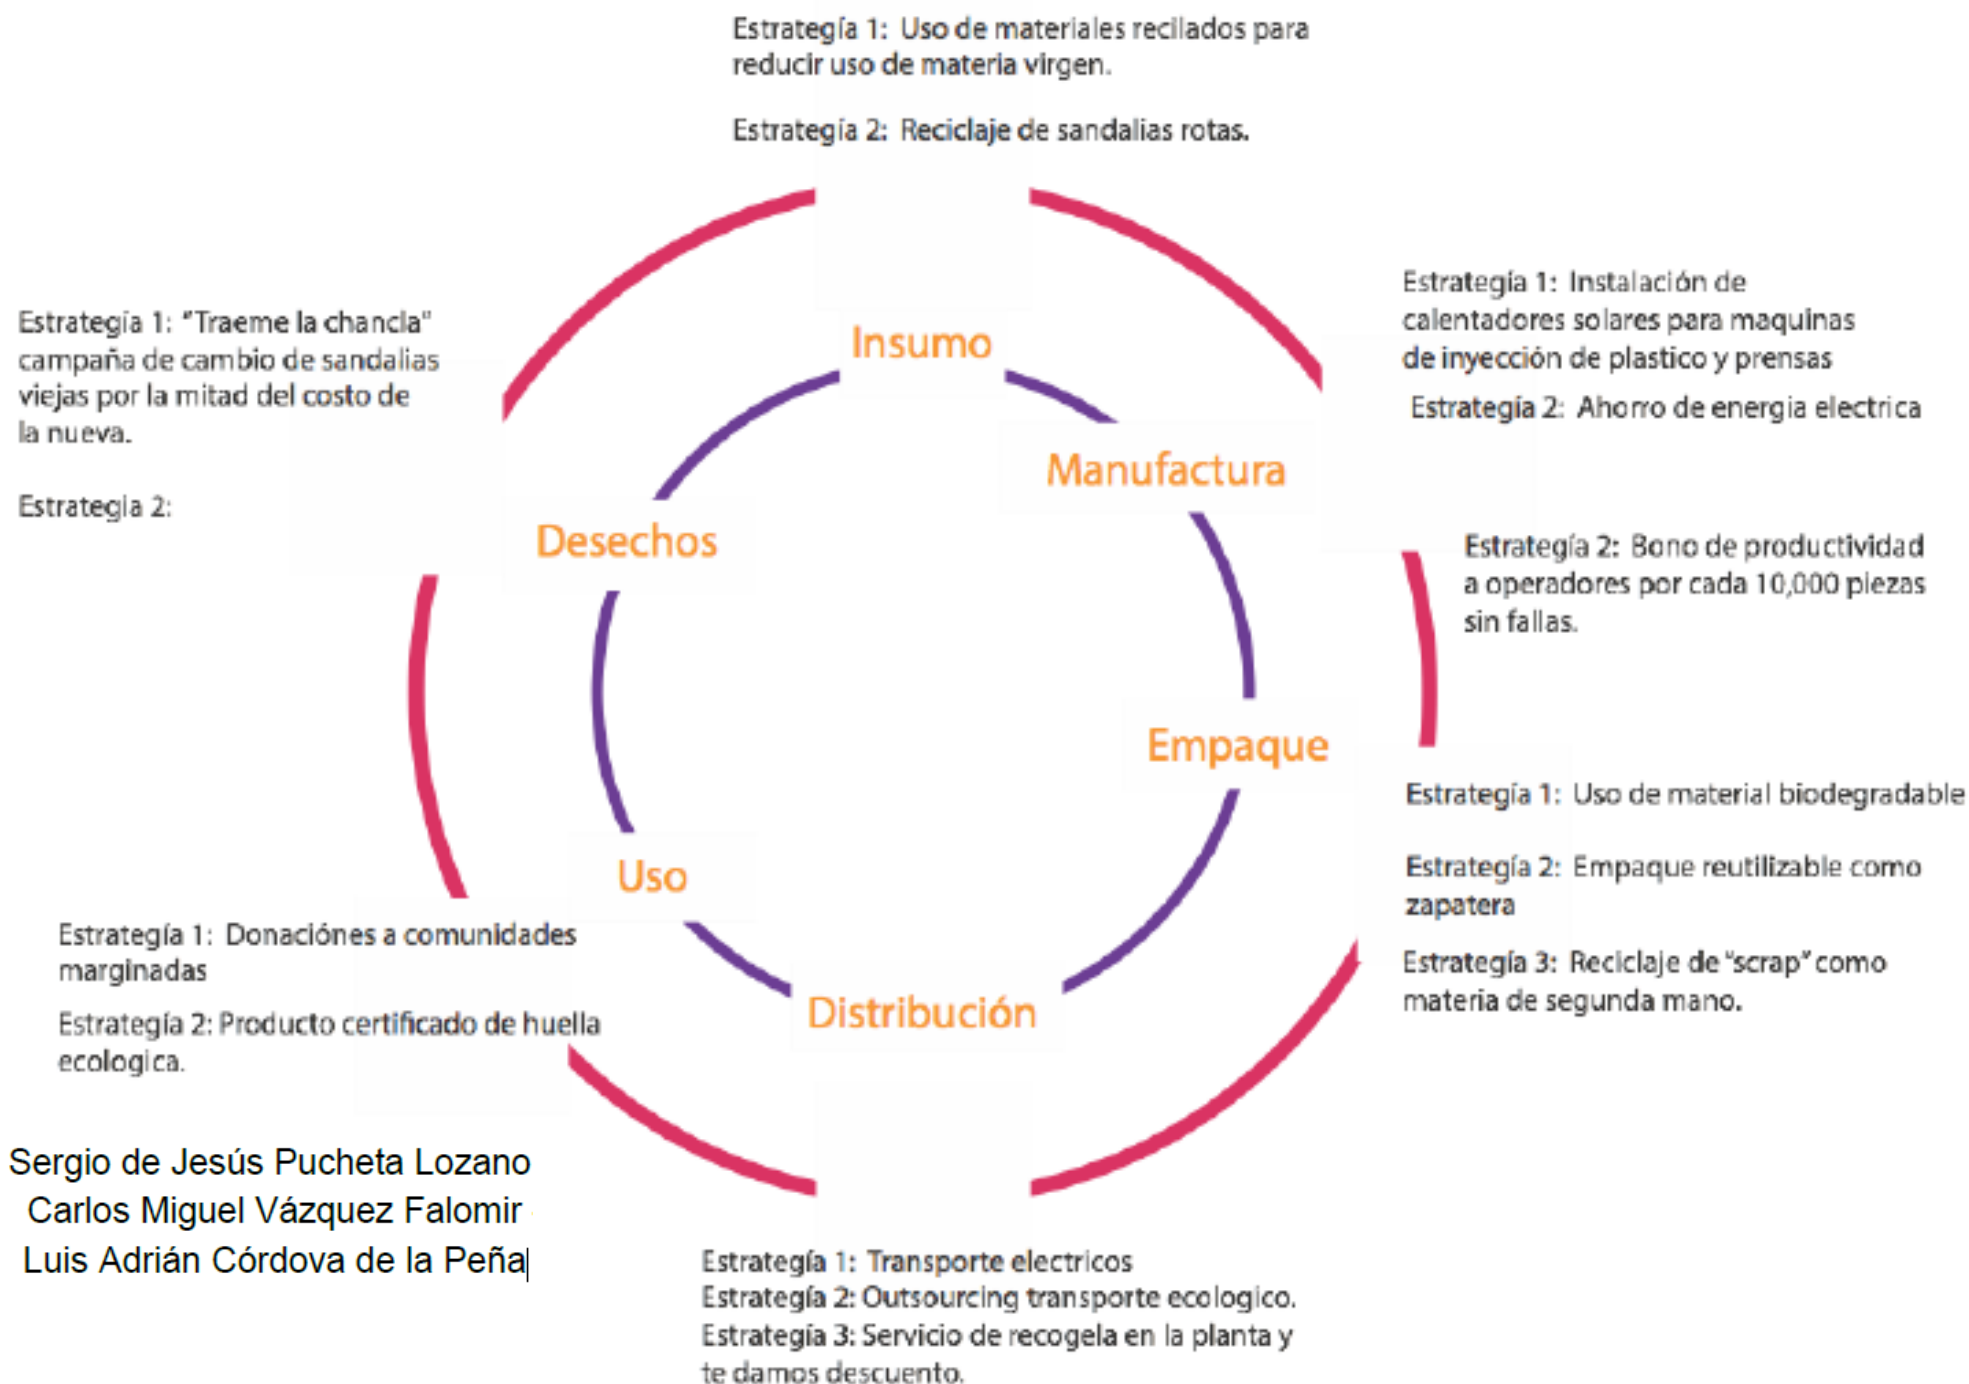 Estrategía 1: Uso de materiales recilados para
reducir uso de materia virgen.
Estrategía 2: Reciclaje de sandalias rotas.
Insumo
Estrategía 1: Instalación de
calentadores solares para maquinas
de inyección de plastico y prensas
Estrategía 2: Ahorro de energia electrica
Manufactura
Estrategía 2: Bono de productividad
a operadores por cada 10,000 piezas
sin fallas.
Empaque
Estrategía 1: Uso de material biodegradable
Estrategía 2: Empaque reutilizable como
zapatera
Estrategía 3: Reciclaje de "scrap" como
materia de segunda mano.
Distribución
Estrategía 1: Transporte electricos
Estrategía 2: Outsourcing transporte ecologico.
Estrategía 3: Servicio de recogela en la planta y
te damos descuento.
Uso
Estrategía 1: Donaciónes a comunidades
marginadas
Estrategía 2: Producto certificado de huella
ecologica.
Desechos
Estrategía 1: "Traeme la chancla"
campaña de cambio de sandalias
viejas por la mitad del costo de
la nueva.
Estrategia 2:
Sergio de Jesús Pucheta Lozano
Carlos Miguel Vázquez Falomir
Luis Adrián Córdova de la Peña